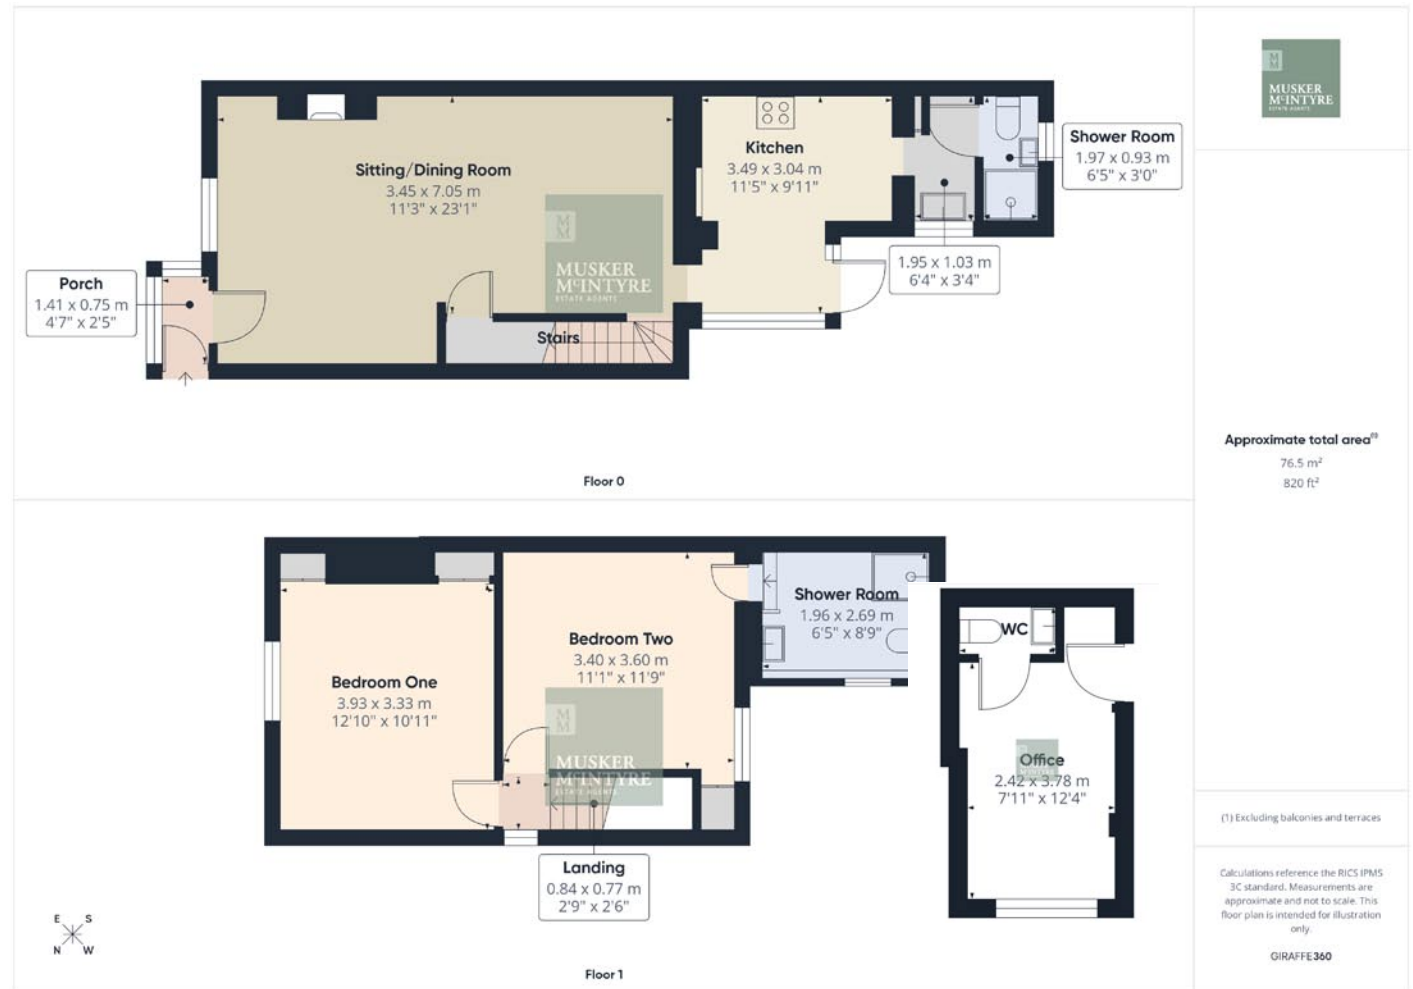 Sitting/Dining Room
3.45 x 7.05 m
11'3" x 23'1"
Kitchen
3.49 x 3.04 m
11'5" x 9'11"
Shower Room
1.97 x 0.93 m
6'5" x 3'0"
1.95 x 1.03 m
6'4" x 3'4"
Porch
1.41 x 0.75 m
4'7" x 2'5"
Stairs
MM
MUSKER
McINTYRE
ESTATE AGENTS
Floor 0
Bedroom One
3.93 x 3.33 m
12'10" x 10'11"
Bedroom Two
3.40 x 3.60 m
11'1" x 11'9"
MM
MUSKER
McINTYRE
ESTATE AGENTS
Shower Room
1.96 x 2.69 m
6'5" x 8'9"
Landing
0.84 x 0.77 m
2'9" x 2'6"
WC
Office
2.42 x 3.78 m
7'11" x 12'4"
E S
N W
Floor 1
MM
MUSKER
McINTYRE
ESTATE AGENTS
Approximate total area(1)
76.5 m²
820 ft²
(1) Excluding balconies and terraces
Calculations reference the RICS IPMS
3C standard. Measurements are
approximate and not to scale. This
floor plan is intended for illustration
only.
GIRAFFE360